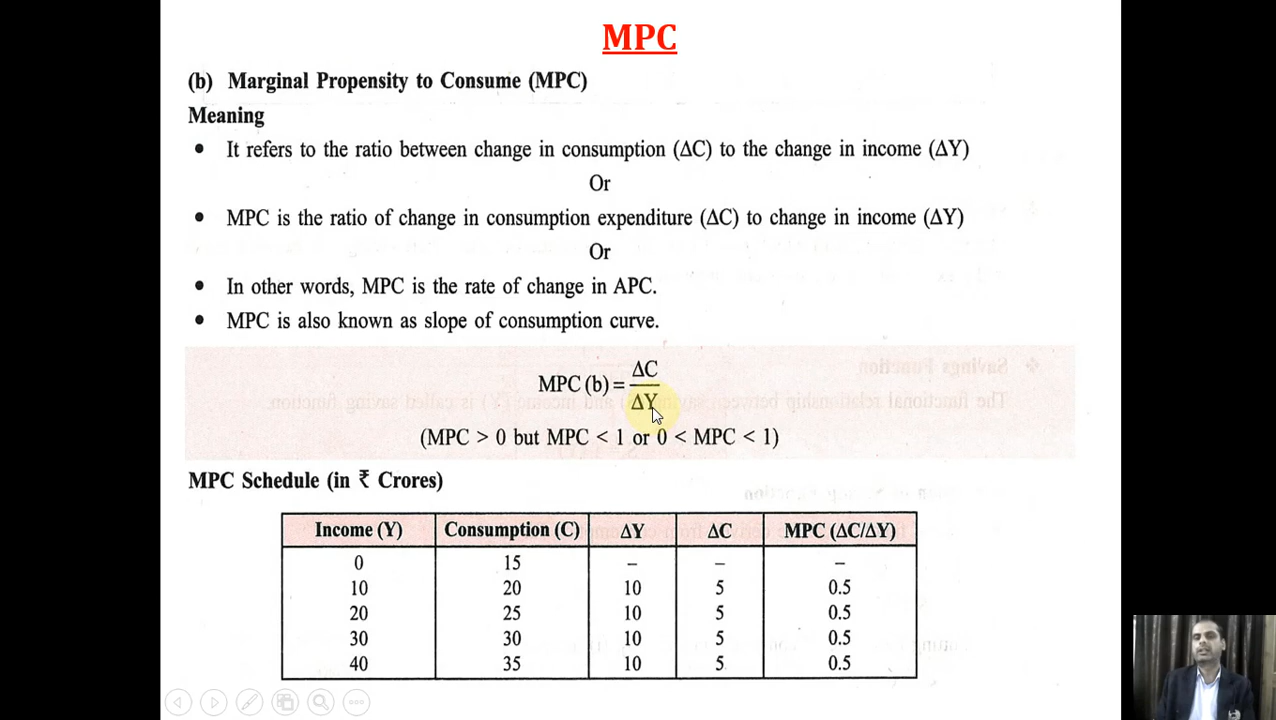 MPC
(b) Marginal Propensity to Consume (MPC)
Meaning
• It refers to the ratio between change in consumption (ΔC) to the change in income (ΔY)
Or
• MPC is the ratio of change in consumption expenditure (ΔC) to change in income (ΔY)
Or
• In other words, MPC is the rate of change in APC.
• MPC is also known as slope of consumption curve.
MPC (b) = ΔC/ΔY
(MPC > 0 but MPC < 1 or 0 < MPC < 1)
MPC Schedule (in ₹ Crores)
Income (Y) Consumption (C) ΔY ΔC MPC (ΔC/ΔY)
0 15 – – –
10 20 10 5 0.5
20 25 10 5 0.5
30 30 10 5 0.5
40 35 10 5 0.5